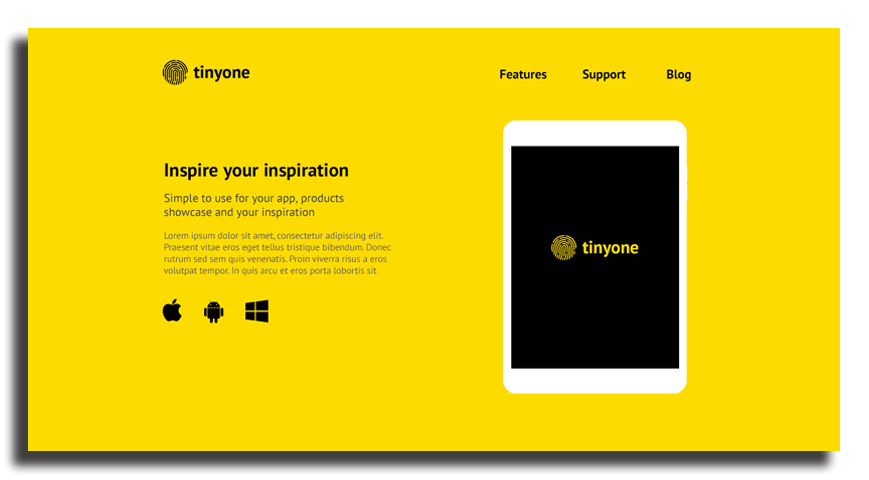 tinyone
Features Support Blog
Inspire your inspiration
Simple to use for your app, products
showcase and your inspiration
Lorem ipsum dolor sit amet, consectetur adipiscing elit.
Praesent vitae eros eget tellus tristique bibendum. Donec
rutrum sed sem quis venenatis. Proin viverra risus a eros
volutpat tempor. In quis arcu et eros porta lobortis sit
tinyone